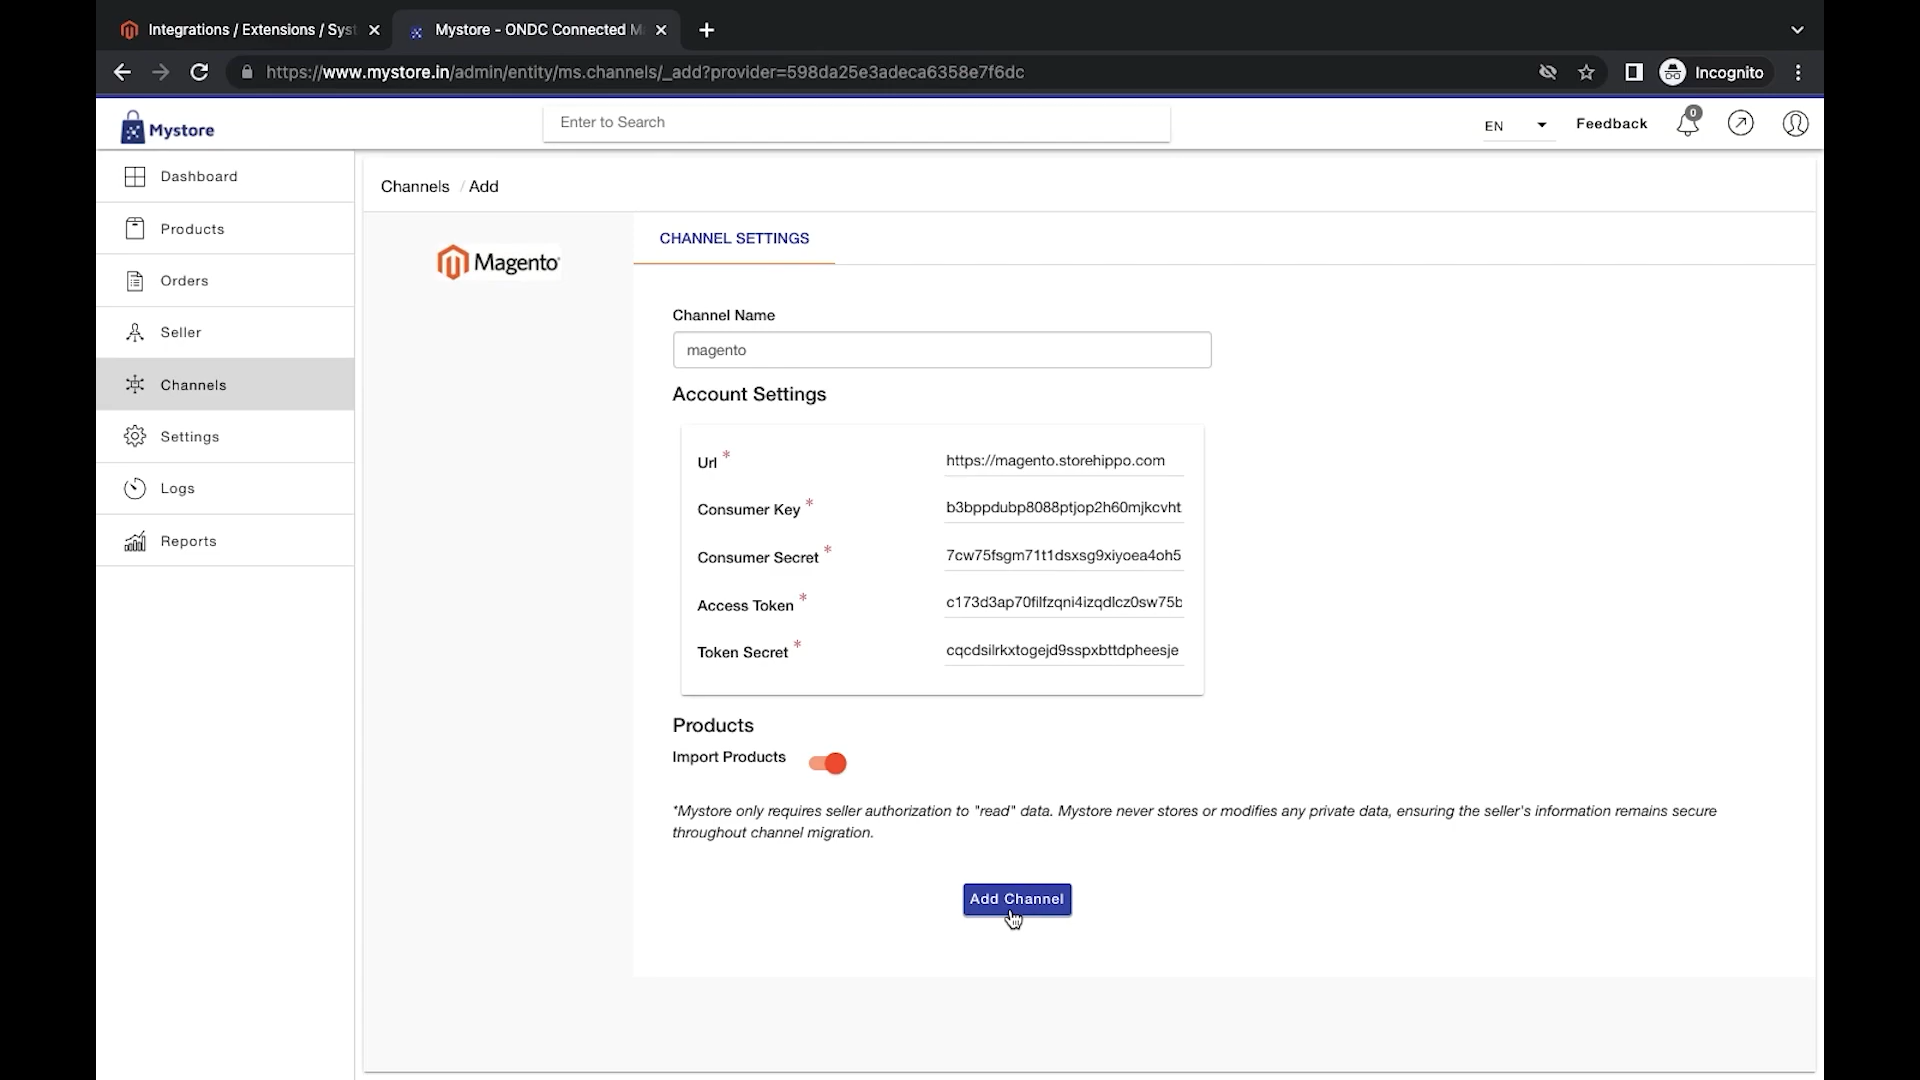 Integrations / Extensions / Syst
Mystore - ONDC Connected M
https://www.mystore.in/admin/entity/ms.channels/_add?provider=598da25e3adeca6358e7f6dc
Incognito
Mystore
Enter to Search
EN
Feedback
0
Dashboard
Products
Orders
Seller
Channels
Settings
Logs
Reports
Channels / Add
Magento
CHANNEL SETTINGS
Channel Name
magento
Account Settings
Url *
https://magento.storehippo.com
Consumer Key *
b3bppdubp8088ptjop2h60mjkcvht
Consumer Secret *
7cw75fsgm71t1dsxsg9xiyoea4oh5
Access Token *
c173d3ap70filfzqni4izqdlcz0sw75b
Token Secret *
cqcdsilrkxtogejd9sspxbttdpheesje
Products
Import Products
*Mystore only requires seller authorization to "read" data. Mystore never stores or modifies any private data, ensuring the seller's information remains secure
throughout channel migration.
Add Channel